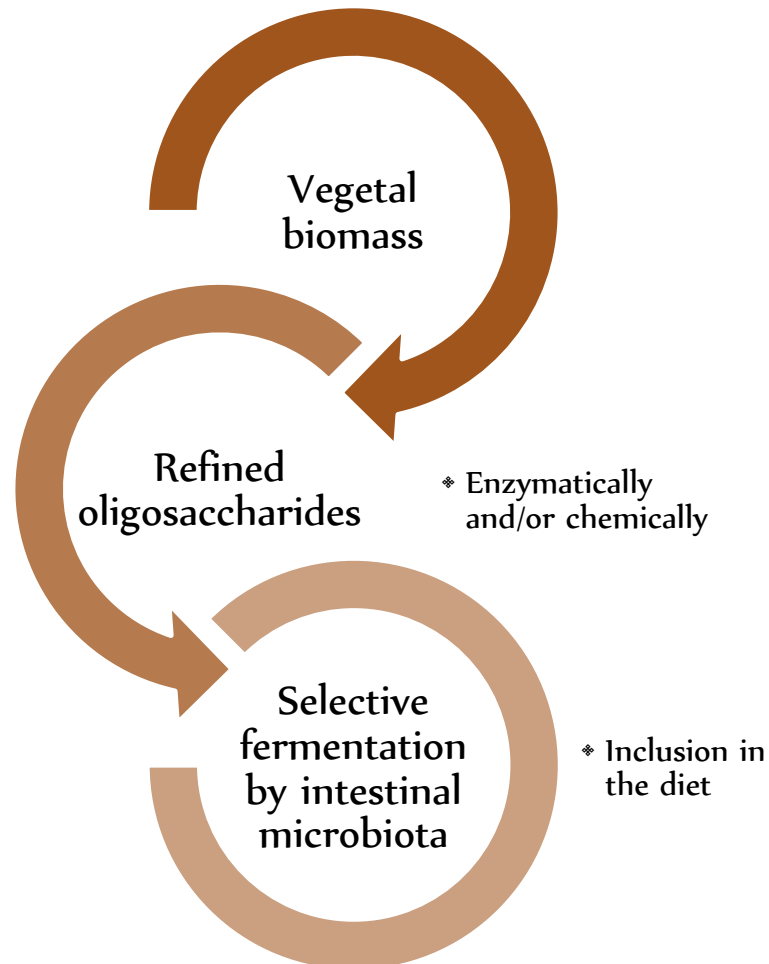 Vegetal
biomass
Refined
oligosaccharides
❖ Enzymatically
and/or chemically
Selective
fermentation
by intestinal
microbiota
❖ Inclusion in
the diet